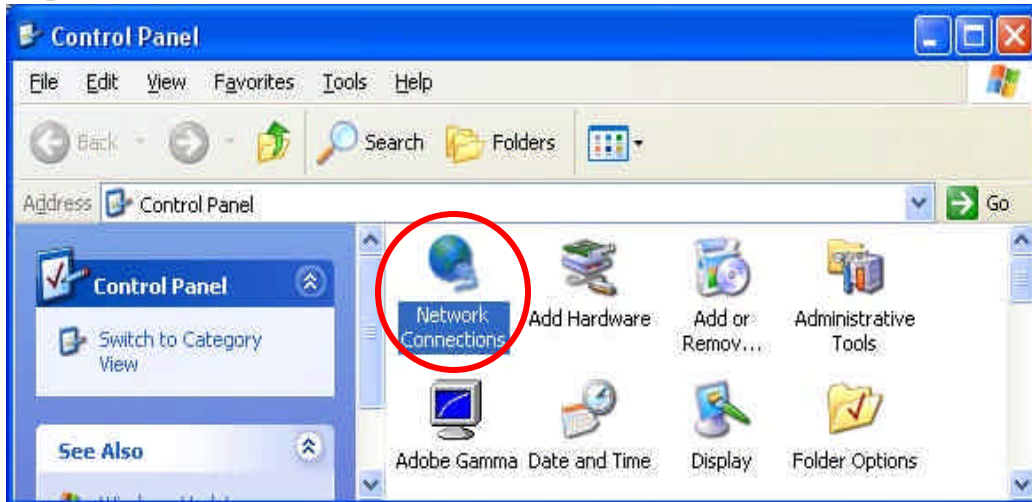 Control Panel
File Edit View Favorites Tools Help
Back Search Folders
Address Control Panel Go
Control Panel
Switch to Category
View
See Also
Network
Connections
Add Hardware
Add or
Remov...
Administrative
Tools
Adobe Gamma
Date and Time
Display
Folder Options